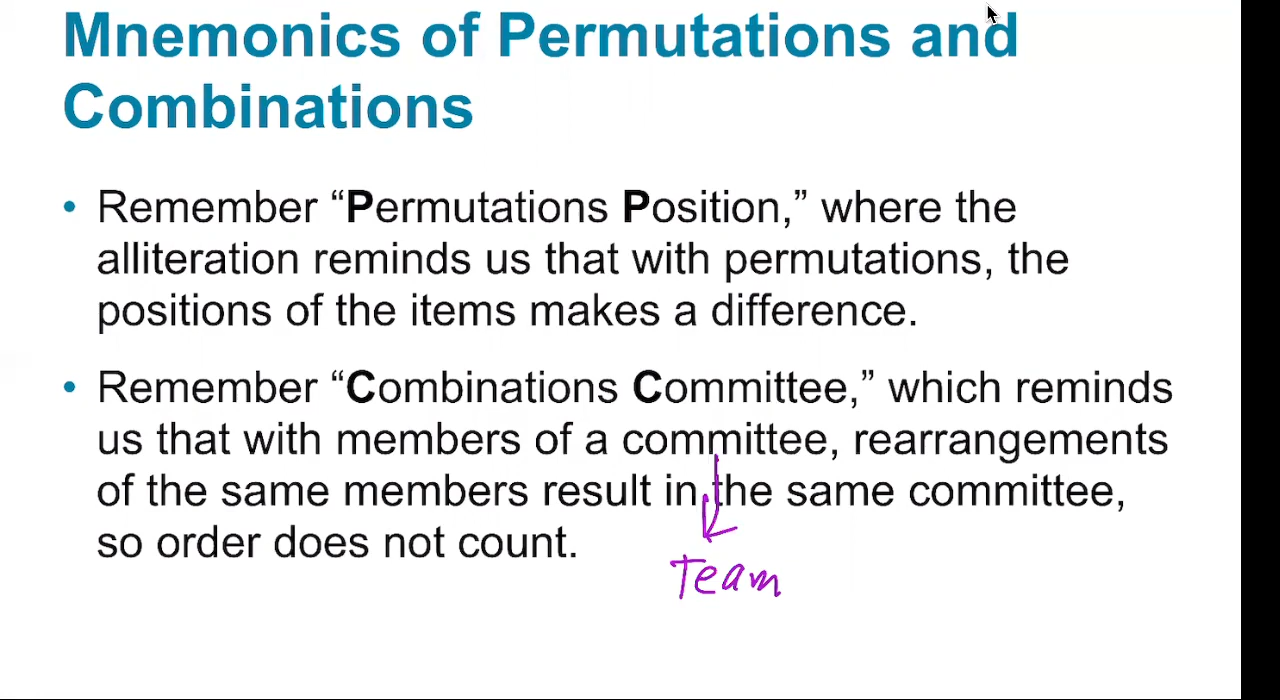 Mnemonics of Permutations and
Combinations
• Remember “Permutations Position,” where the
alliteration reminds us that with permutations, the
positions of the items makes a difference.
• Remember “Combinations Committee,” which reminds
us that with members of a committee, rearrangements
of the same members result in the same committee,
so order does not count.
Team